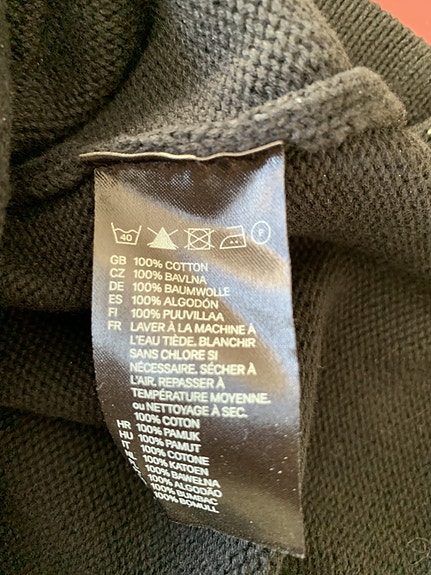 40 P
GB 100% COTTON
CZ 100% BAVLNA
DE 100% BAUMWOLLE
ES 100% ALGODÓN
FI 100% PUUVILLAA
FR LAVER À LA MACHINE À
L'EAU TIÈDE. BLANCHIR
SANS CHLORE SI
NÉCESSAIRE. SÉCHER À
L'AIR. REPASSER À
TEMPÉRATURE MOYENNE.
ou NETTOYAGE À SEC.
100% COTON
HR 100% PAMUK
HU 100% PAMUT
IT 100% COTONE
NL 100% KATOEN
100% BAWEŁNA
100% ALGODÃO
100% BUMBAC
100% BOMULL